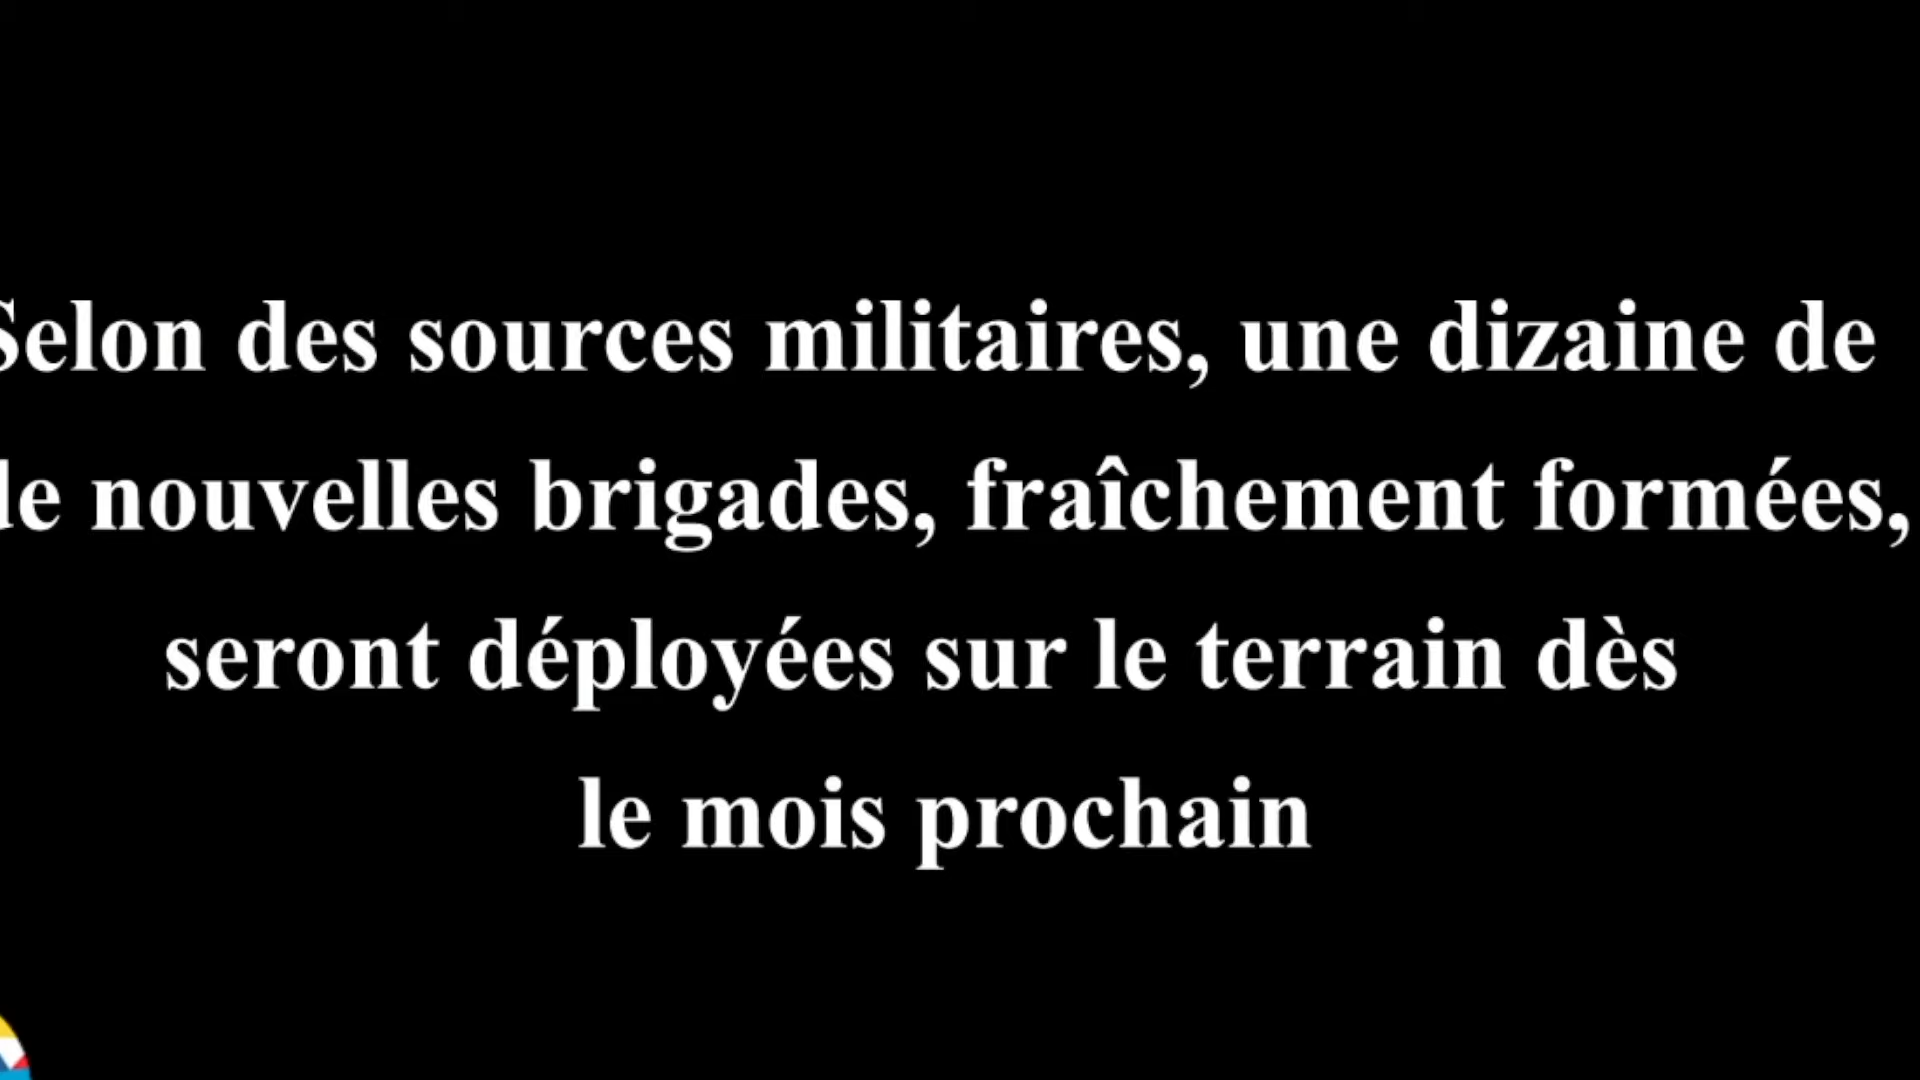 Selon des sources militaires, une dizaine de
de nouvelles brigades, fraîchement formées,
seront déployées sur le terrain dès
le mois prochain